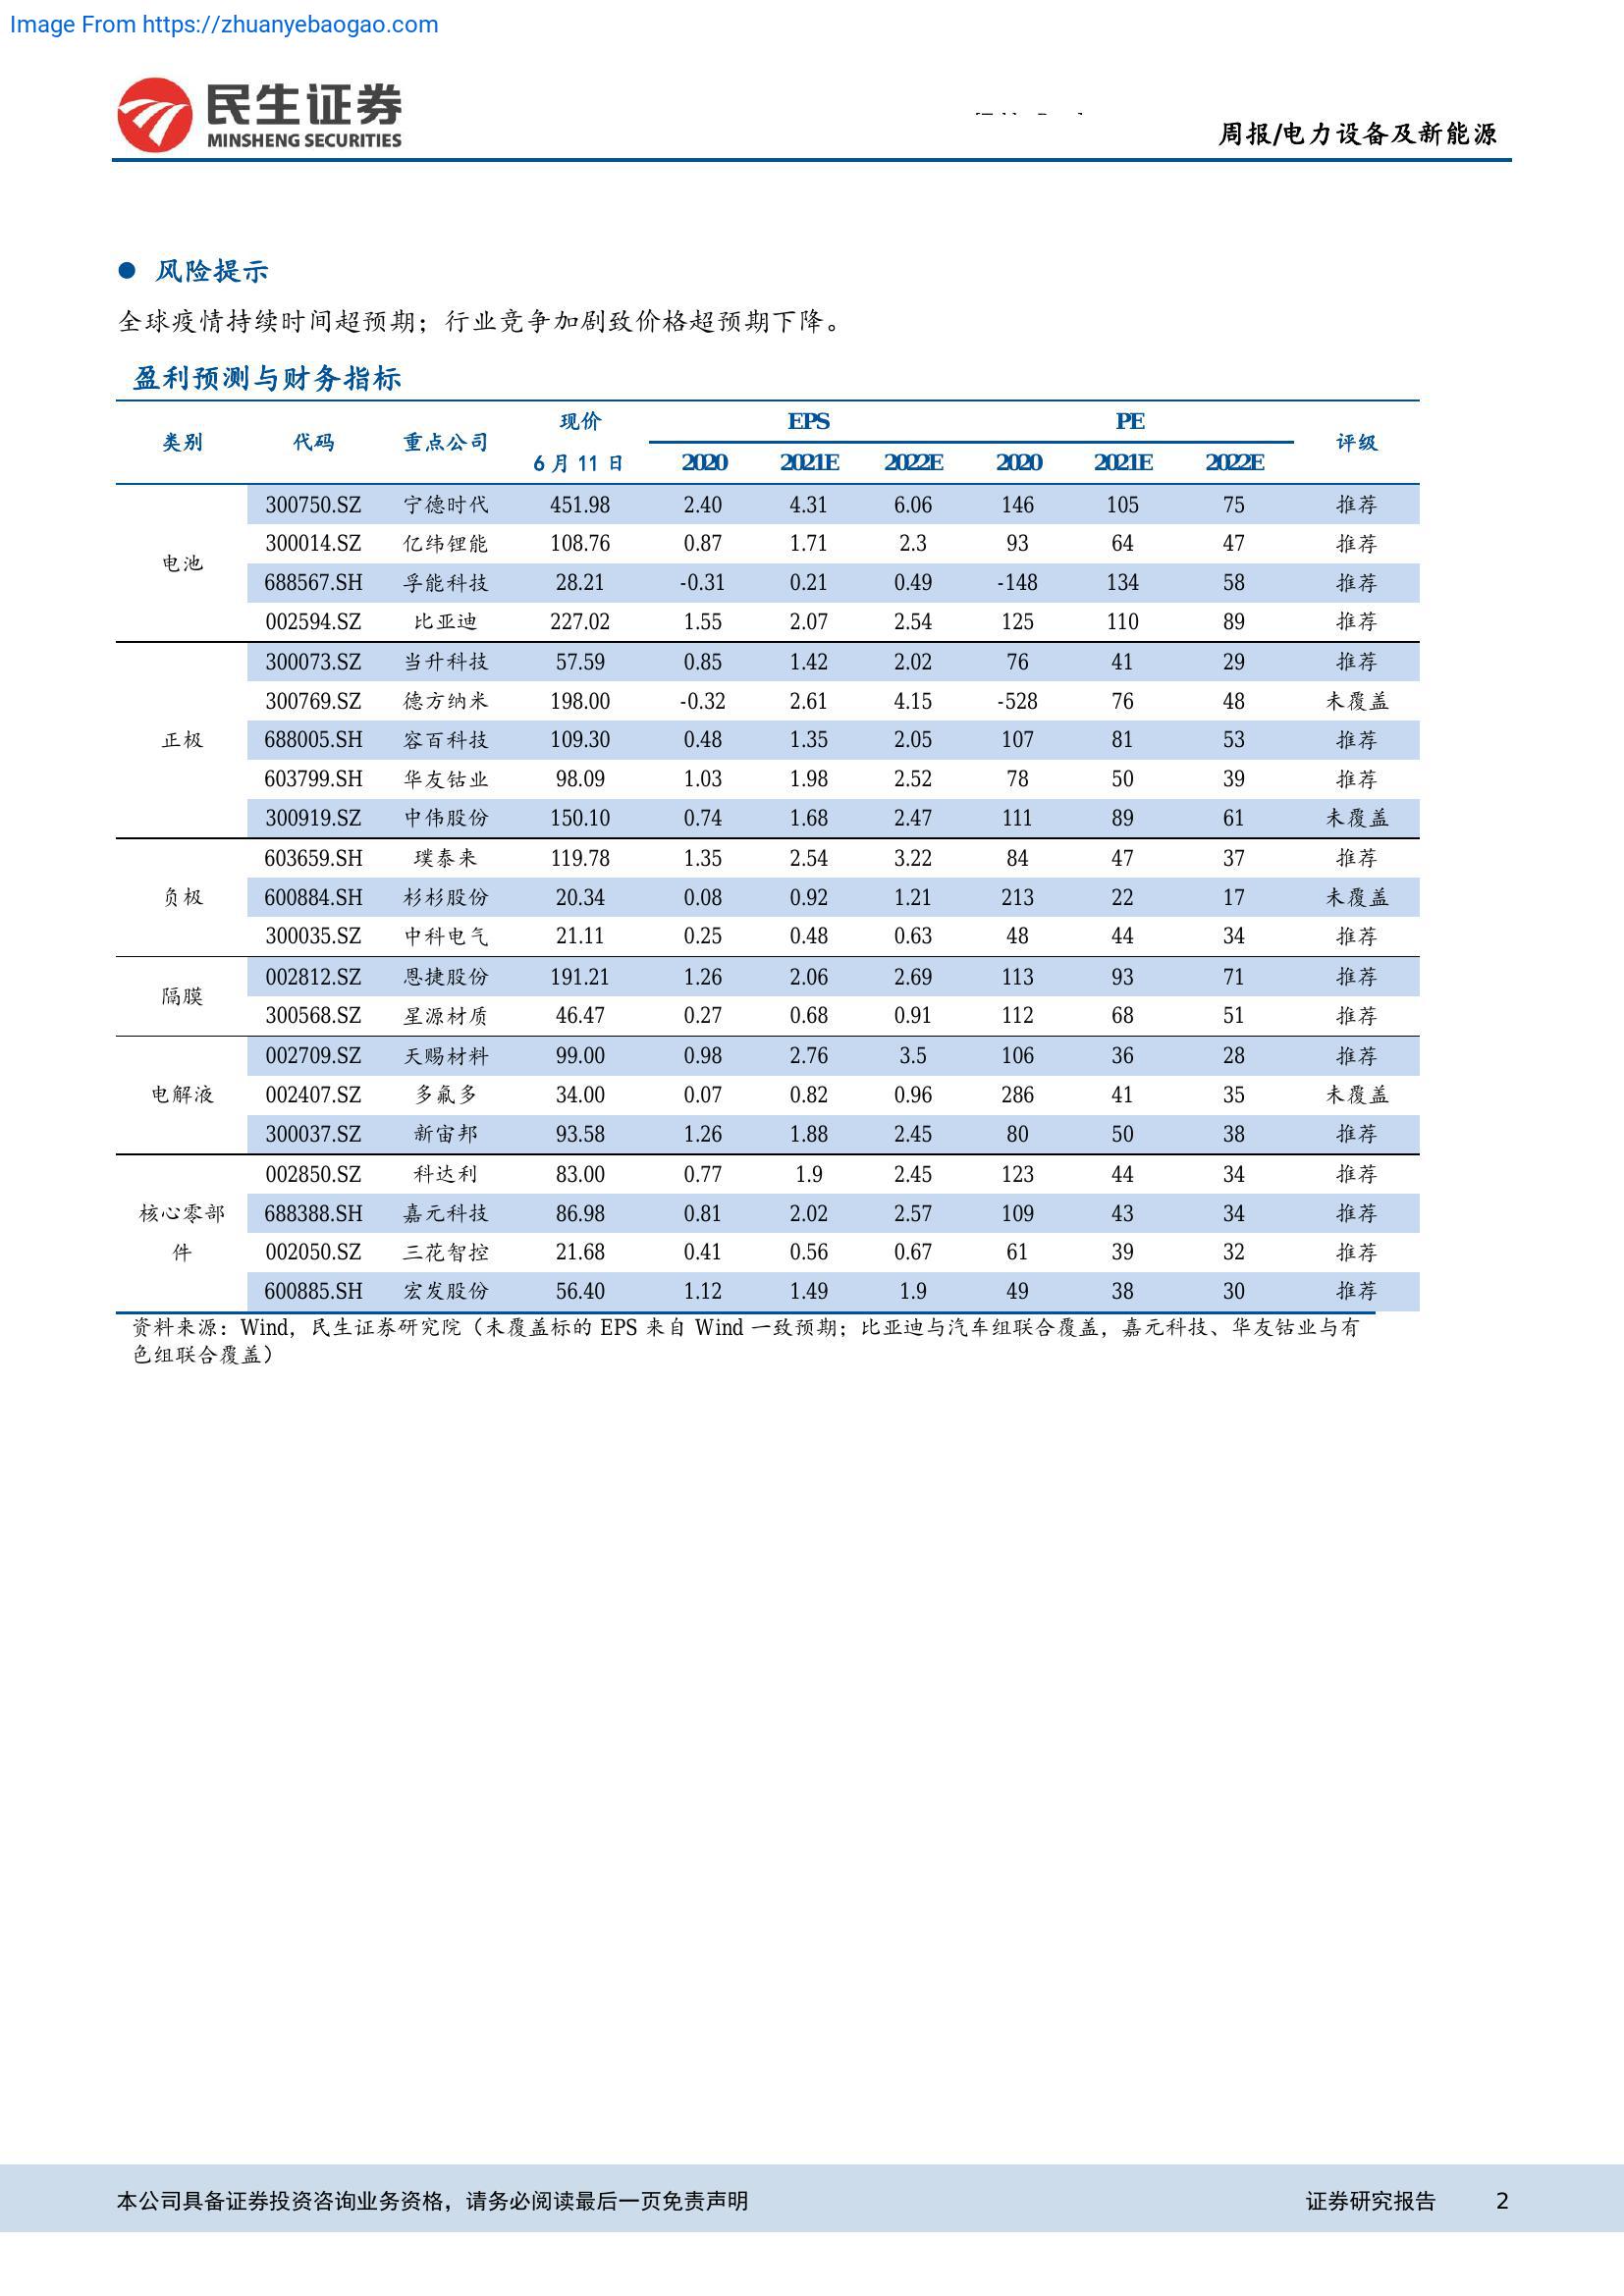 Image From https://zhuanyebaogao.com
民生证券
MINSHENG SECURITIES
周报/电力设备及新能源
● 风险提示
全球疫情持续时间超预期；行业竞争加剧致价格超预期下降。
盈利预测与财务指标
类别 代码 重点公司 现价 EPS PE 评级
6月11日 2020 2021E 2022E 2020 2021E 2022E
电池
300750.SZ 宁德时代 451.98 2.40 4.31 6.06 146 105 75 推荐
300014.SZ 亿纬锂能 108.76 0.87 1.71 2.3 93 64 47 推荐
688567.SH 孚能科技 28.21 -0.31 0.21 0.49 -148 134 58 推荐
002594.SZ 比亚迪 227.02 1.55 2.07 2.54 125 110 89 推荐
正极
300073.SZ 当升科技 57.59 0.85 1.42 2.02 76 41 29 推荐
300769.SZ 德方纳米 198.00 -0.32 2.61 4.15 -528 76 48 未覆盖
688005.SH 容百科技 109.30 0.48 1.35 2.05 107 81 53 推荐
603799.SH 华友钴业 98.09 1.03 1.98 2.52 78 50 39 推荐
300919.SZ 中伟股份 150.10 0.74 1.68 2.47 111 89 61 未覆盖
负极
603659.SH 璞泰来 119.78 1.35 2.54 3.22 84 47 37 推荐
600884.SH 杉杉股份 20.34 0.08 0.92 1.21 213 22 17 未覆盖
300035.SZ 中科电气 21.11 0.25 0.48 0.63 48 44 34 推荐
隔膜
002812.SZ 恩捷股份 191.21 1.26 2.06 2.69 113 93 71 推荐
300568.SZ 星源材质 46.47 0.27 0.68 0.91 112 68 51 推荐
电解液
002709.SZ 天赐材料 99.00 0.98 2.76 3.5 106 36 28 推荐
002407.SZ 多氟多 34.00 0.07 0.82 0.96 286 41 35 未覆盖
300037.SZ 新宙邦 93.58 1.26 1.88 2.45 80 50 38 推荐
核心零部
件
002850.SZ 科达利 83.00 0.77 1.9 2.45 123 44 34 推荐
688388.SH 嘉元科技 86.98 0.81 2.02 2.57 109 43 34 推荐
002050.SZ 三花智控 21.68 0.41 0.56 0.67 61 39 32 推荐
600885.SH 宏发股份 56.40 1.12 1.49 1.9 49 38 30 推荐
资料来源：Wind，民生证券研究院（未覆盖标的 EPS 来自 Wind 一致预期；比亚迪与汽车组联合覆盖，嘉元科技、华友钴业与有
色组联合覆盖）
本公司具备证券投资咨询业务资格，请务必阅读最后一页免责声明 证券研究报告 2